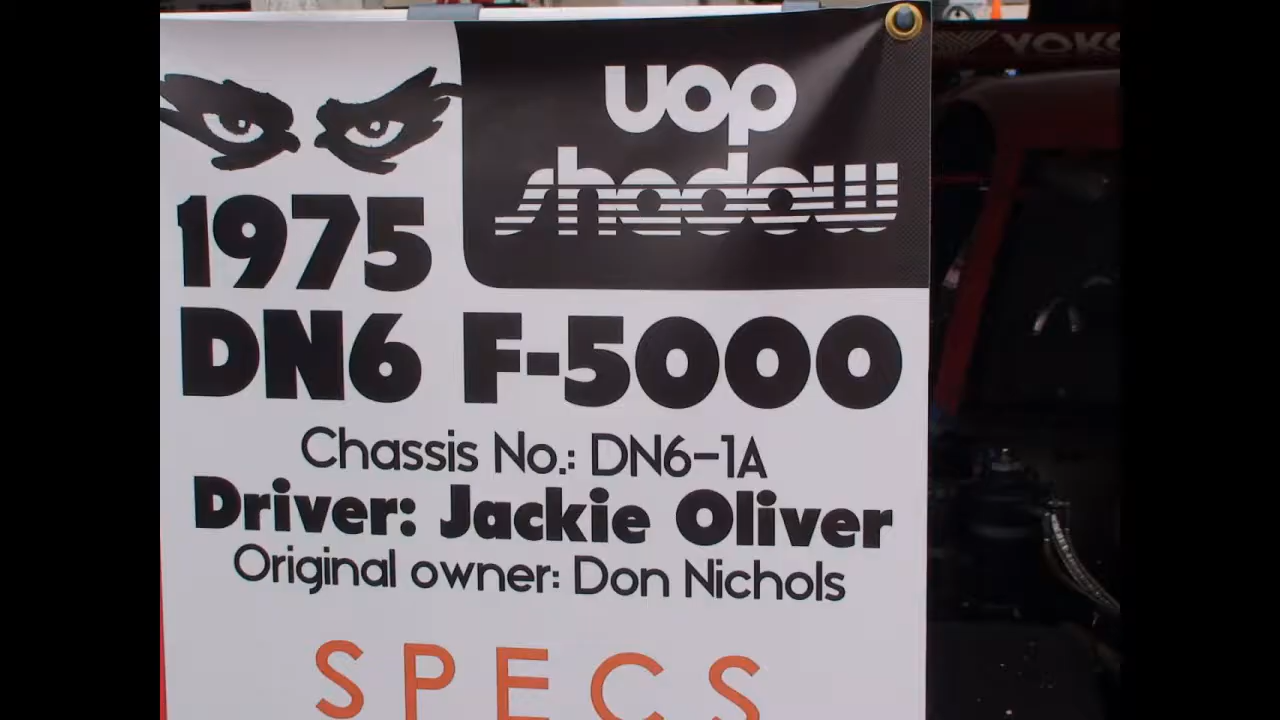 uop
shadow
1975
DN6 F-5000
Chassis No.: DN6-1A
Driver: Jackie Oliver
Original owner: Don Nichols
SPECS